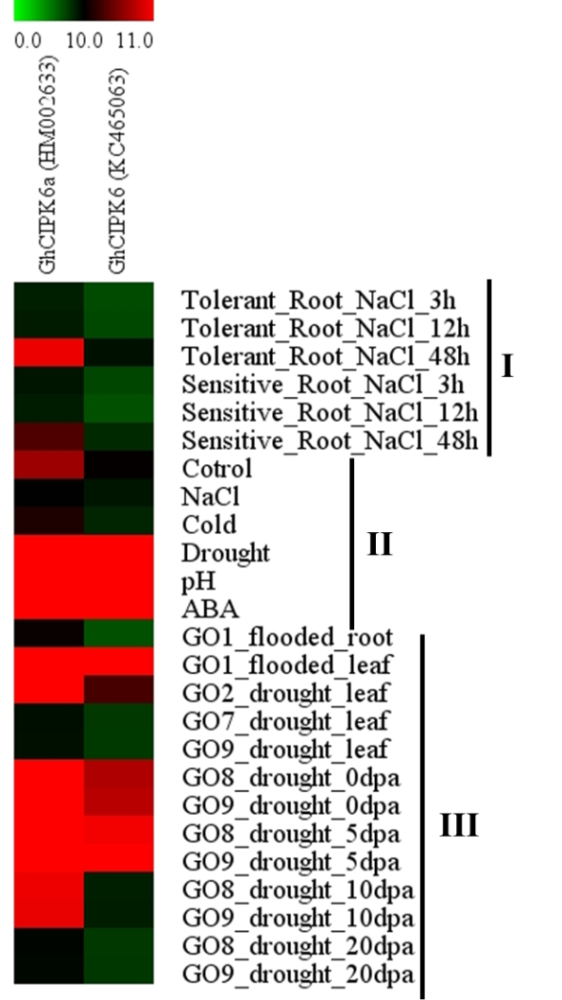 0.0 10.0 11.0
GhCIPK6a (HM002633)
GhCIPK6 (KC465063)
Tolerant_Root_NaCl_3h
Tolerant_Root_NaCl_12h
Tolerant_Root_NaCl_48h
Sensitive_Root_NaCl_3h
Sensitive_Root_NaCl_12h
Sensitive_Root_NaCl_48h
I
Cotrol
NaCl
Cold
Drought
pH
ABA
II
GO1_flooded_root
GO1_flooded_leaf
GO2_drought_leaf
GO7_drought_leaf
GO9_drought_leaf
GO8_drought_0dpa
GO9_drought_0dpa
GO8_drought_5dpa
GO9_drought_5dpa
GO8_drought_10dpa
GO9_drought_10dpa
GO8_drought_20dpa
GO9_drought_20dpa
III